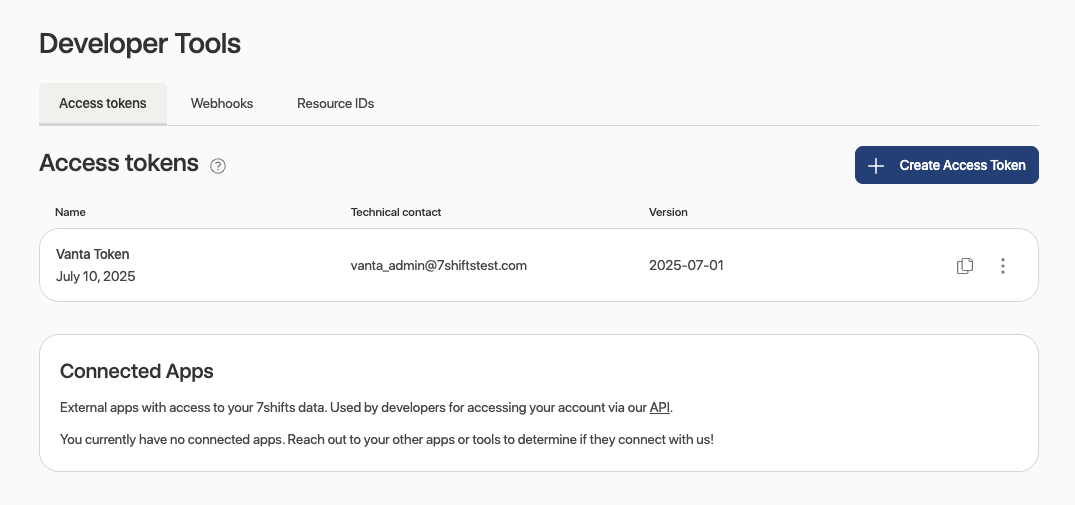 Developer Tools
Access tokens
Webhooks
Resource IDs
Access tokens
?
Create Access Token
Name
Technical contact
Version
Vanta Token
July 10, 2025
vanta_admin@7shiftstest.com
2025-07-01
Connected Apps
External apps with access to your 7shifts data. Used by developers for accessing your account via our API.
You currently have no connected apps. Reach out to your other apps or tools to determine if they connect with us!